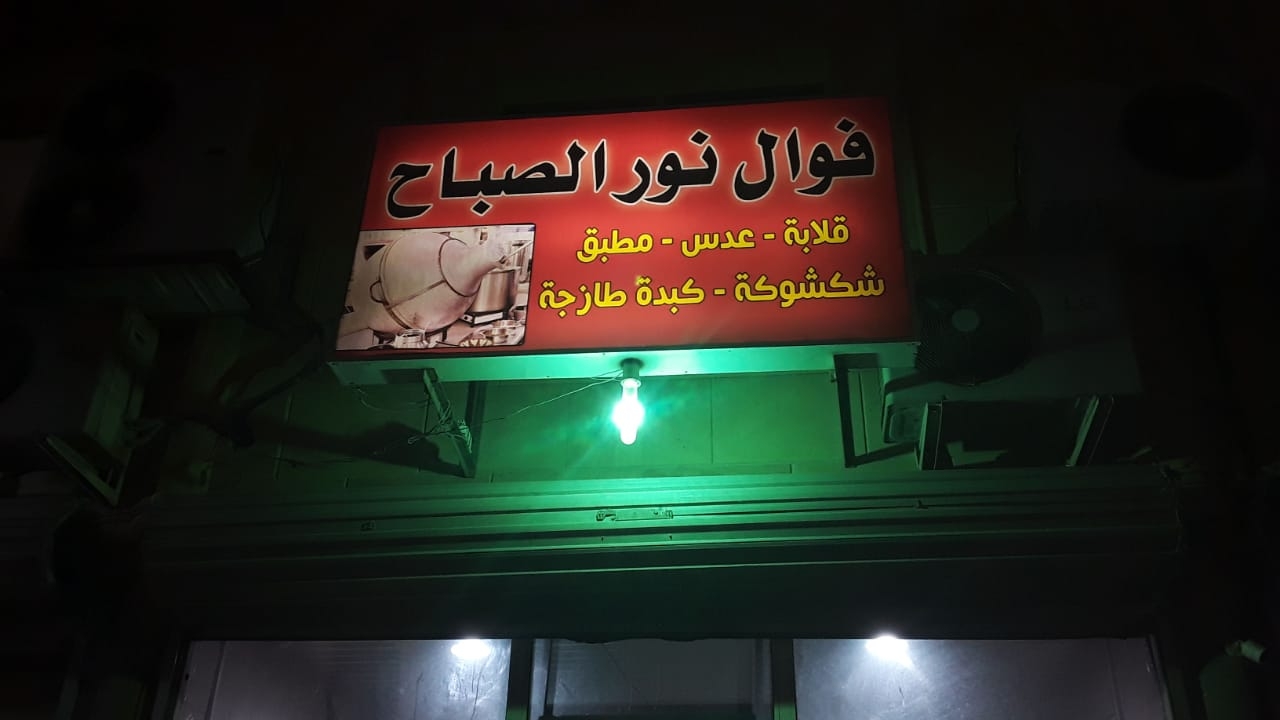 فوال نور الصباح
قلابة - عدس - مطبق
شكشوكة - كبدة طازجة